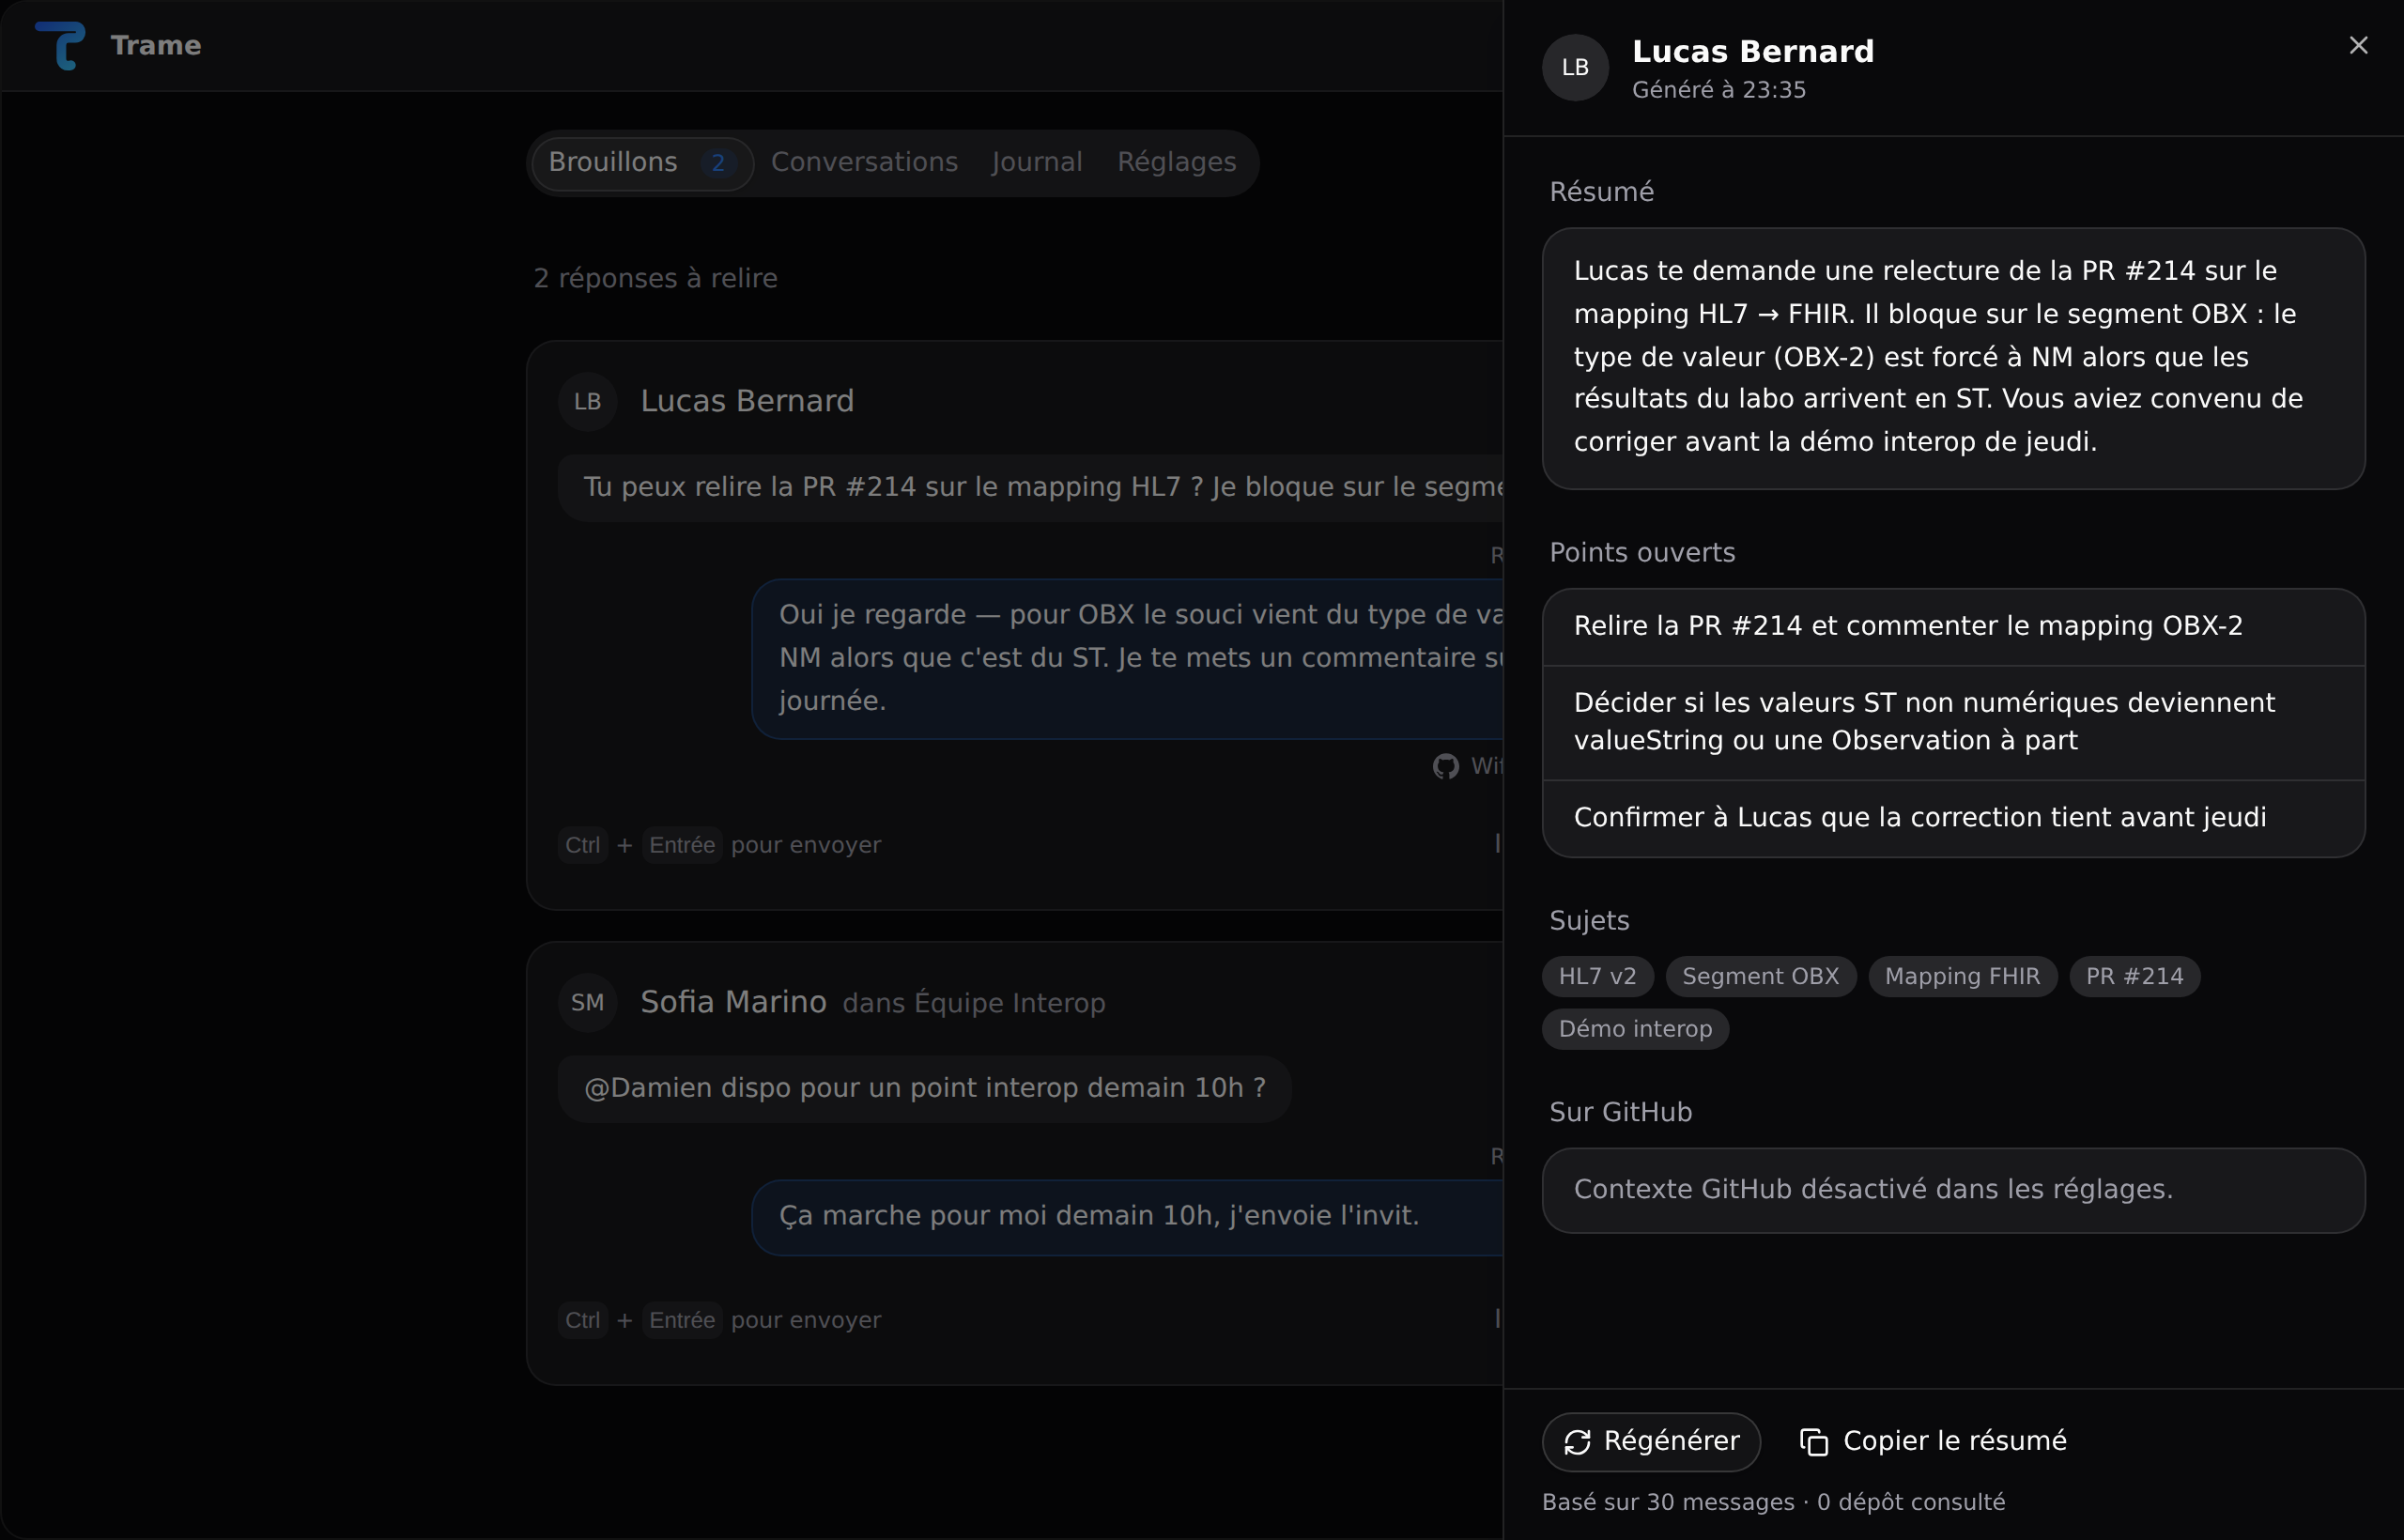 Trame
Brouillons 2 Conversations Journal Réglages
2 réponses à relire
LB Lucas Bernard
Tu peux relire la PR #214 sur le mapping HL7 ? Je bloque sur le
Oui je regarde — pour OBX le souci vient du type de
NM alors que c'est du ST. Je te mets un commentaire
journée.
Ctrl + Entrée pour envoyer
SM Sofia Marino dans Équipe Interop
@Damien dispo pour un point interop demain 10h ?
Ça marche pour moi demain 10h, j'envoie l'invit.
Ctrl + Entrée pour envoyer
LB Lucas Bernard
Généré à 23:35
Résumé
Lucas te demande une relecture de la PR #214 sur le
mapping HL7 → FHIR. Il bloque sur le segment OBX : le
type de valeur (OBX-2) est forcé à NM alors que les
résultats du labo arrivent en ST. Vous aviez convenu de
corriger avant la démo interop de jeudi.
Points ouverts
Relire la PR #214 et commenter le mapping OBX-2
Décider si les valeurs ST non numériques deviennent
valueString ou une Observation à part
Confirmer à Lucas que la correction tient avant jeudi
Sujets
HL7 v2 Segment OBX Mapping FHIR PR #214
Démo interop
Sur GitHub
Contexte GitHub désactivé dans les réglages.
Régénérer Copier le résumé
Basé sur 30 messages · 0 dépôt consulté